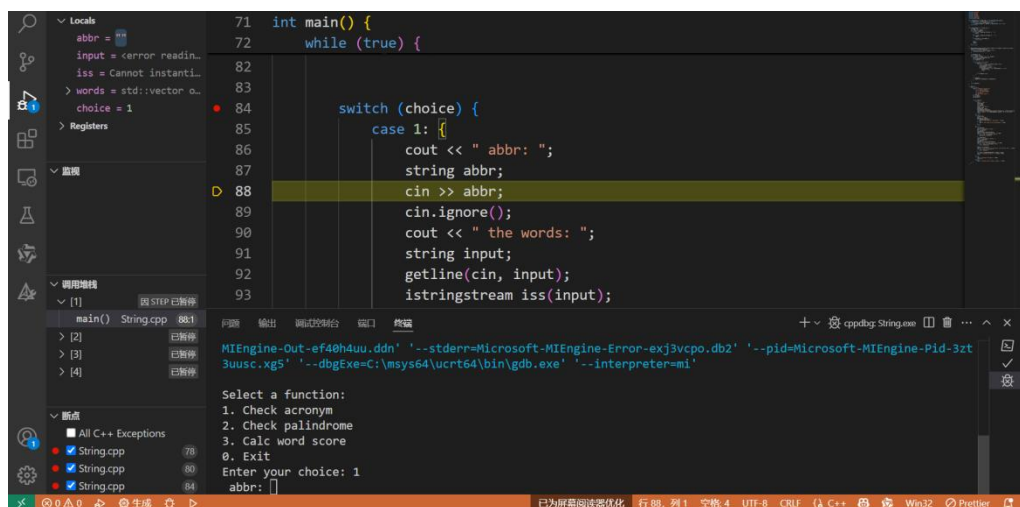 Locals
abbr = ""
input = <error readin…
iss = Cannot instanti…
words = std::vector o…
choice = 1
Registers
监视
调用堆栈
[1] 因 STEP 已暂停
main() String.cpp 88:1
[2] 已暂停
[3] 已暂停
[4] 已暂停
断点
All C++ Exceptions
String.cpp 78
String.cpp 80
String.cpp 84
71 int main() {
72 while (true) {
82
83
84 switch (choice) {
85 case 1: {
86 cout << " abbr: ";
87 string abbr;
88 cin >> abbr;
89 cin.ignore();
90 cout << " the words: ";
91 string input;
92 getline(cin, input);
93 istringstream iss(input);
问题 输出 调试控制台 端口 终端
cppdbg: String.exe
MIEngine-Out-ef40h4uu.ddn' '--stderr=Microsoft-MIEngine-Error-exj3vcpo.db2' '--pid=Microsoft-MIEngine-Pid-3zt
3uusc.xg5' '--dbgExe=C:\msys64\ucrt64\bin\gdb.exe' '--interpreter=mi'
Select a function:
1. Check acronym
2. Check palindrome
3. Calc word score
0. Exit
Enter your choice: 1
abbr:
0 0 0 生成 已为屏幕阅读器优化 行 88，列 1 空格: 4 UTF-8 CRLF {} C++ Win32 Prettier